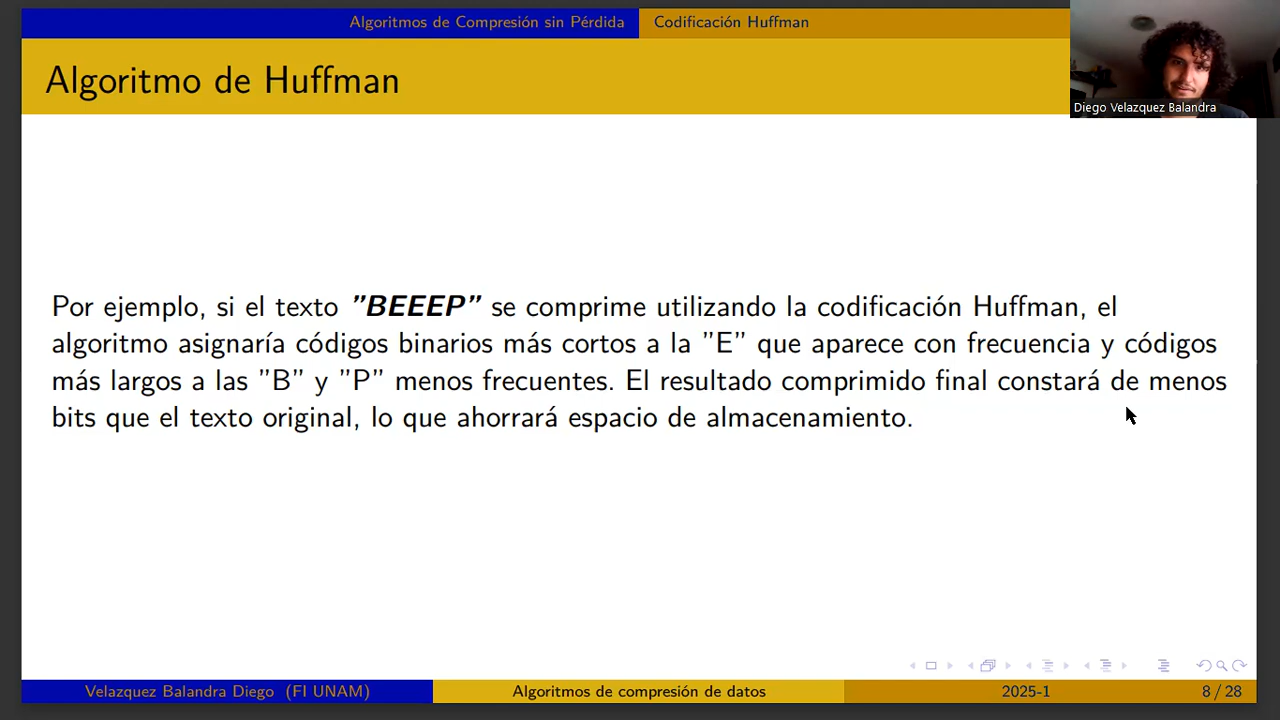 Algoritmos de Compresión sin Pérdida
Codificación Huffman
Algoritmo de Huffman
Diego Velazquez Balandra
Por ejemplo, si el texto ”BEEEP” se comprime utilizando la codificación Huffman, el
algoritmo asignaría códigos binarios más cortos a la ”E” que aparece con frecuencia y códigos
más largos a las ”B” y ”P” menos frecuentes. El resultado comprimido final constará de menos
bits que el texto original, lo que ahorrará espacio de almacenamiento.
Velazquez Balandra Diego (FI UNAM)
Algoritmos de compresión de datos
2025-1
8 / 28